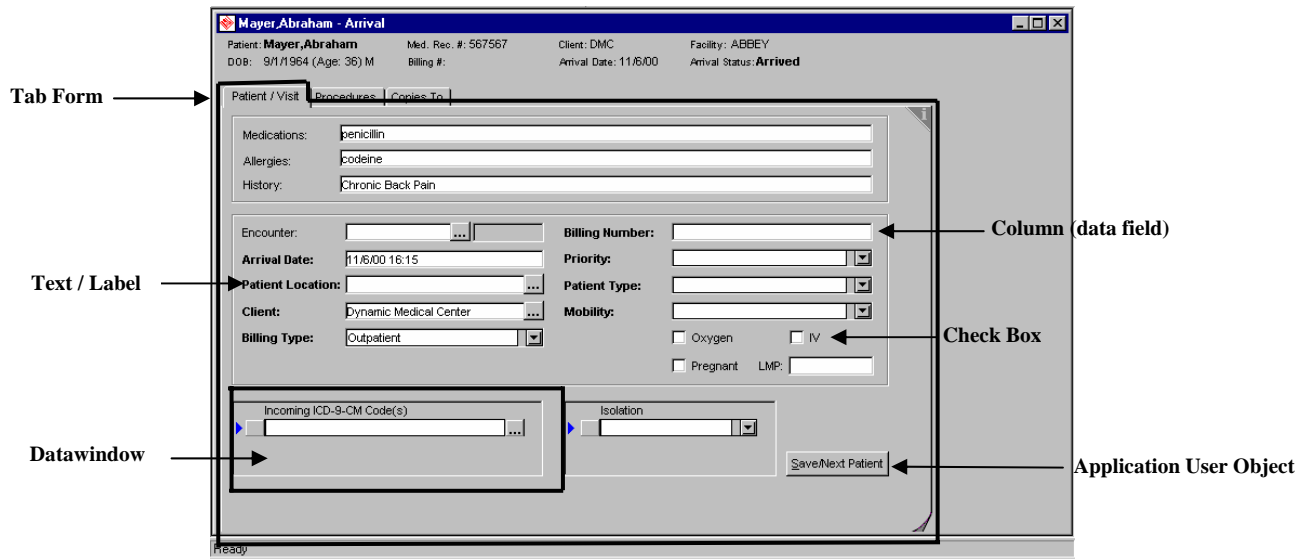 Mayer,Abraham - Arrival
Patient: Mayer,Abraham Med. Rec. #: 567567 Client: DMC Facility: ABBEY
DOB: 9/1/1964 (Age: 36) M Billing #: Arrival Date: 11/6/00 Arrival Status: Arrived
Tab Form
Patient / Visit Procedures Copies To
i
Medications: penicillin
Allergies: codeine
History: Chronic Back Pain
Encounter: ... Billing Number: Column (data field)
Arrival Date: 11/6/00 16:15 Priority:
Text / Label Patient Location: ... Patient Type:
Client: Dynamic Medical Center ... Mobility:
Billing Type: Outpatient Oxygen IV Check Box
Pregnant LMP:
Incoming ICD-9-CM Code(s) Isolation
...
Datawindow
Save/Next Patient Application User Object
Ready